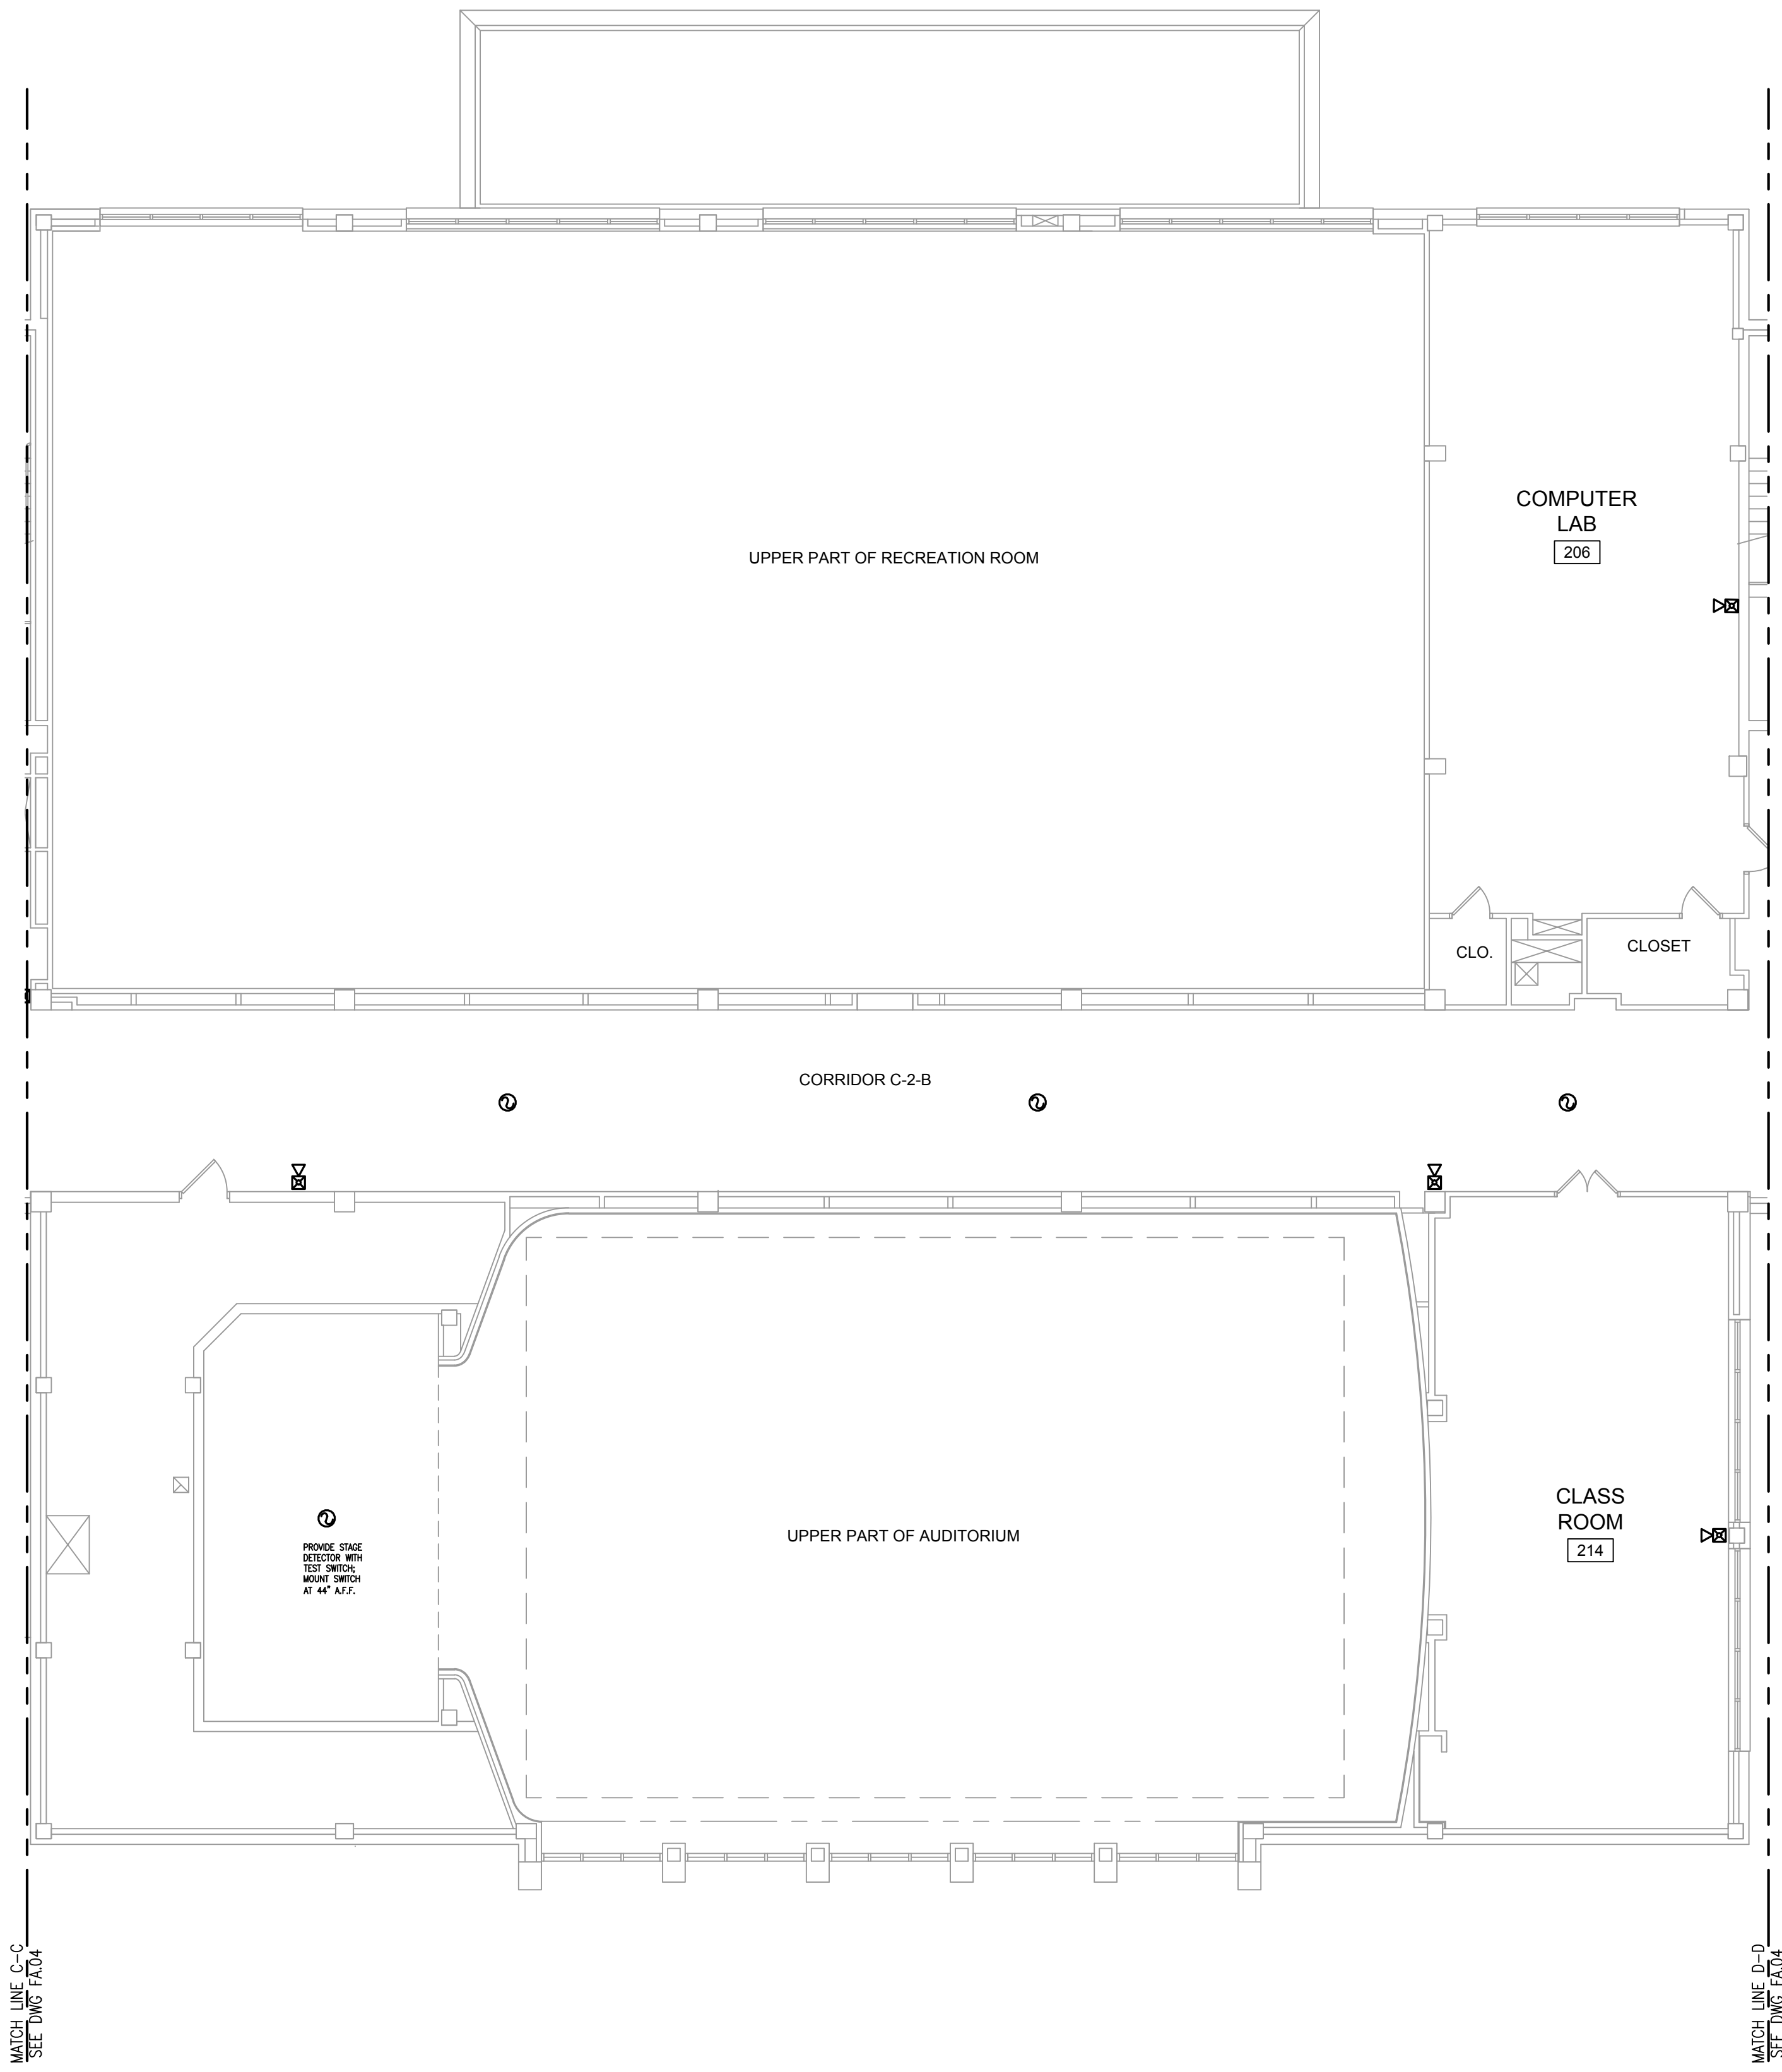 COMPUTER
LAB
206
UPPER PART OF RECREATION ROOM
CLO.
CLOSET
CORRIDOR C-2-B
CLASS
ROOM
214
UPPER PART OF AUDITORIUM
PROVIDE STAGE
DETECTOR WITH
TEST SWITCH;
MOUNT SWITCH
AT 44" A.F.F.
MATCH LINE C-C
SEE DWG FA.04
MATCH LINE D-D
SEE DWG FA.04